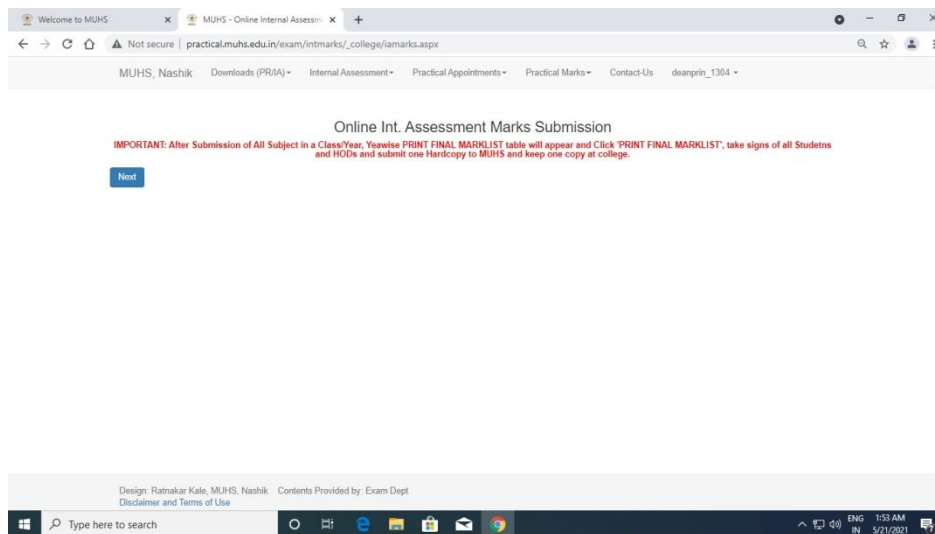 Welcome to MUHS
MUHS - Online Internal Assessm
Not secure | practical.muhs.edu.in/exam/intmarks/_college/iamarks.aspx
MUHS, Nashik Downloads (PR/IA) Internal Assessment Practical Appointments Practical Marks Contact-Us deanprin_1304
Online Int. Assessment Marks Submission
IMPORTANT: After Submission of All Subject in a Class/Year, Yeawise PRINT FINAL MARKLIST table will appear and Click 'PRINT FINAL MARKLIST', take signs of all Studetns
and HODs and submit one Hardcopy to MUHS and keep one copy at college.
Next
Design: Ratnakar Kale, MUHS, Nashik Contents Provided by: Exam Dept
Disclaimer and Terms of Use
Type here to search
ENG 1:53 AM
IN 5/21/2021